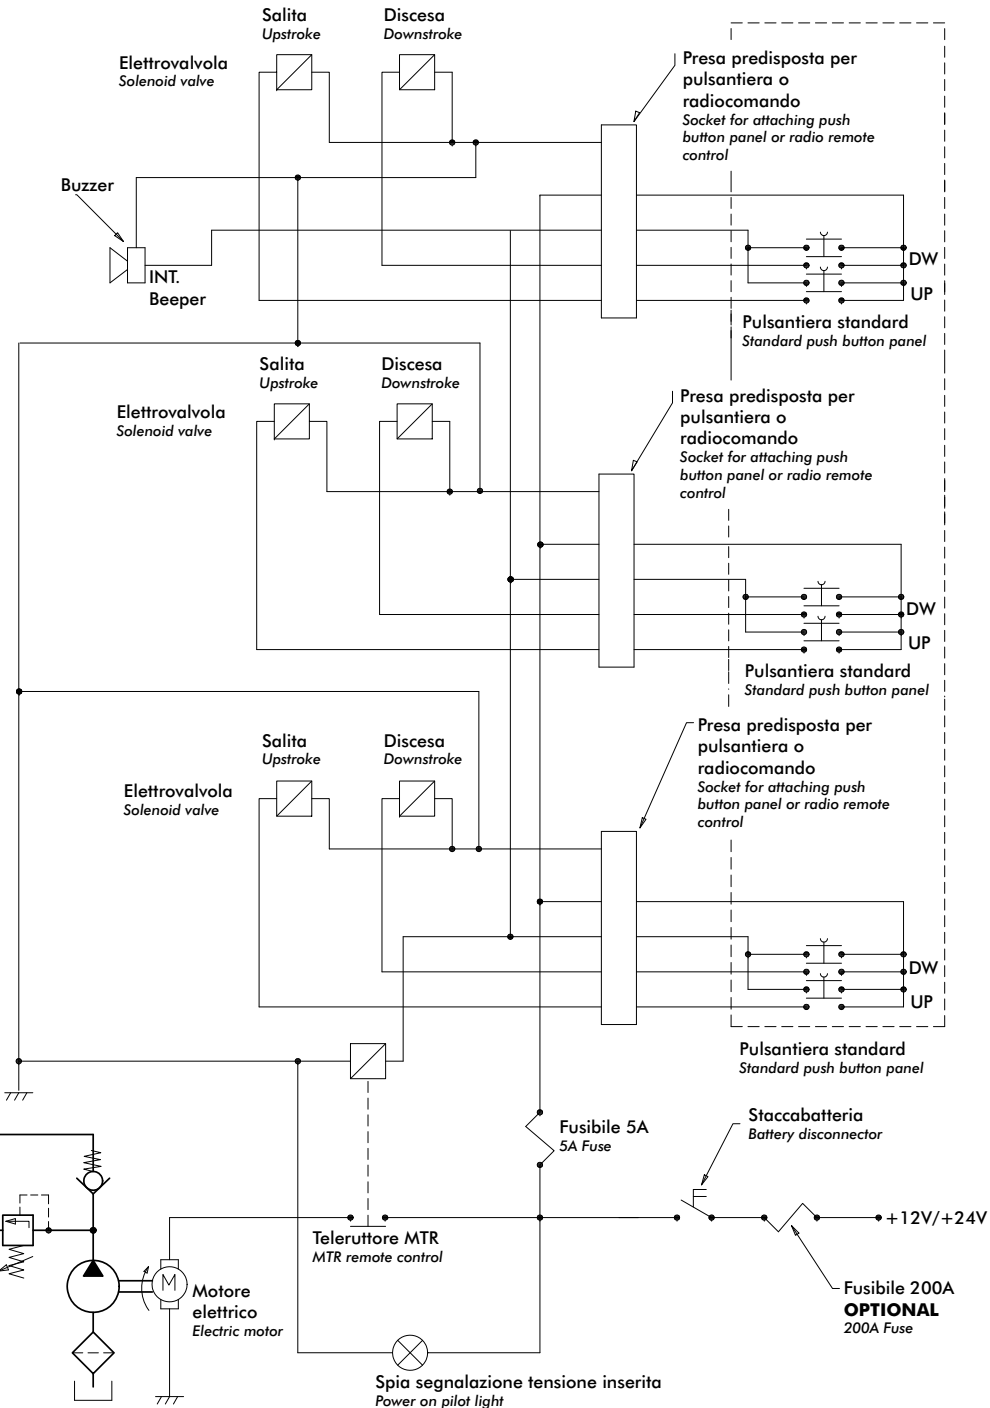 Salita
Upstroke
Discesa
Downstroke
Elettrovalvola
Solenoid valve
Presa predisposta per
pulsantiera o
radiocomando
Socket for attaching push
button panel or radio remote
control
Buzzer
INT.
Beeper
DW
UP
Pulsantiera standard
Standard push button panel
Salita
Upstroke
Discesa
Downstroke
Elettrovalvola
Solenoid valve
Presa predisposta per
pulsantiera o
radiocomando
Socket for attaching push
button panel or radio remote
control
DW
UP
Pulsantiera standard
Standard push button panel
Salita
Upstroke
Discesa
Downstroke
Elettrovalvola
Solenoid valve
Presa predisposta per
pulsantiera o
radiocomando
Socket for attaching push
button panel or radio remote
control
DW
UP
Pulsantiera standard
Standard push button panel
Fusibile 5A
5A Fuse
Staccabatteria
Battery disconnector
+12V/+24V
Teleruttore MTR
MTR remote control
M
Motore
elettrico
Electric motor
Fusibile 200A
OPTIONAL
200A Fuse
Spia segnalazione tensione inserita
Power on pilot light